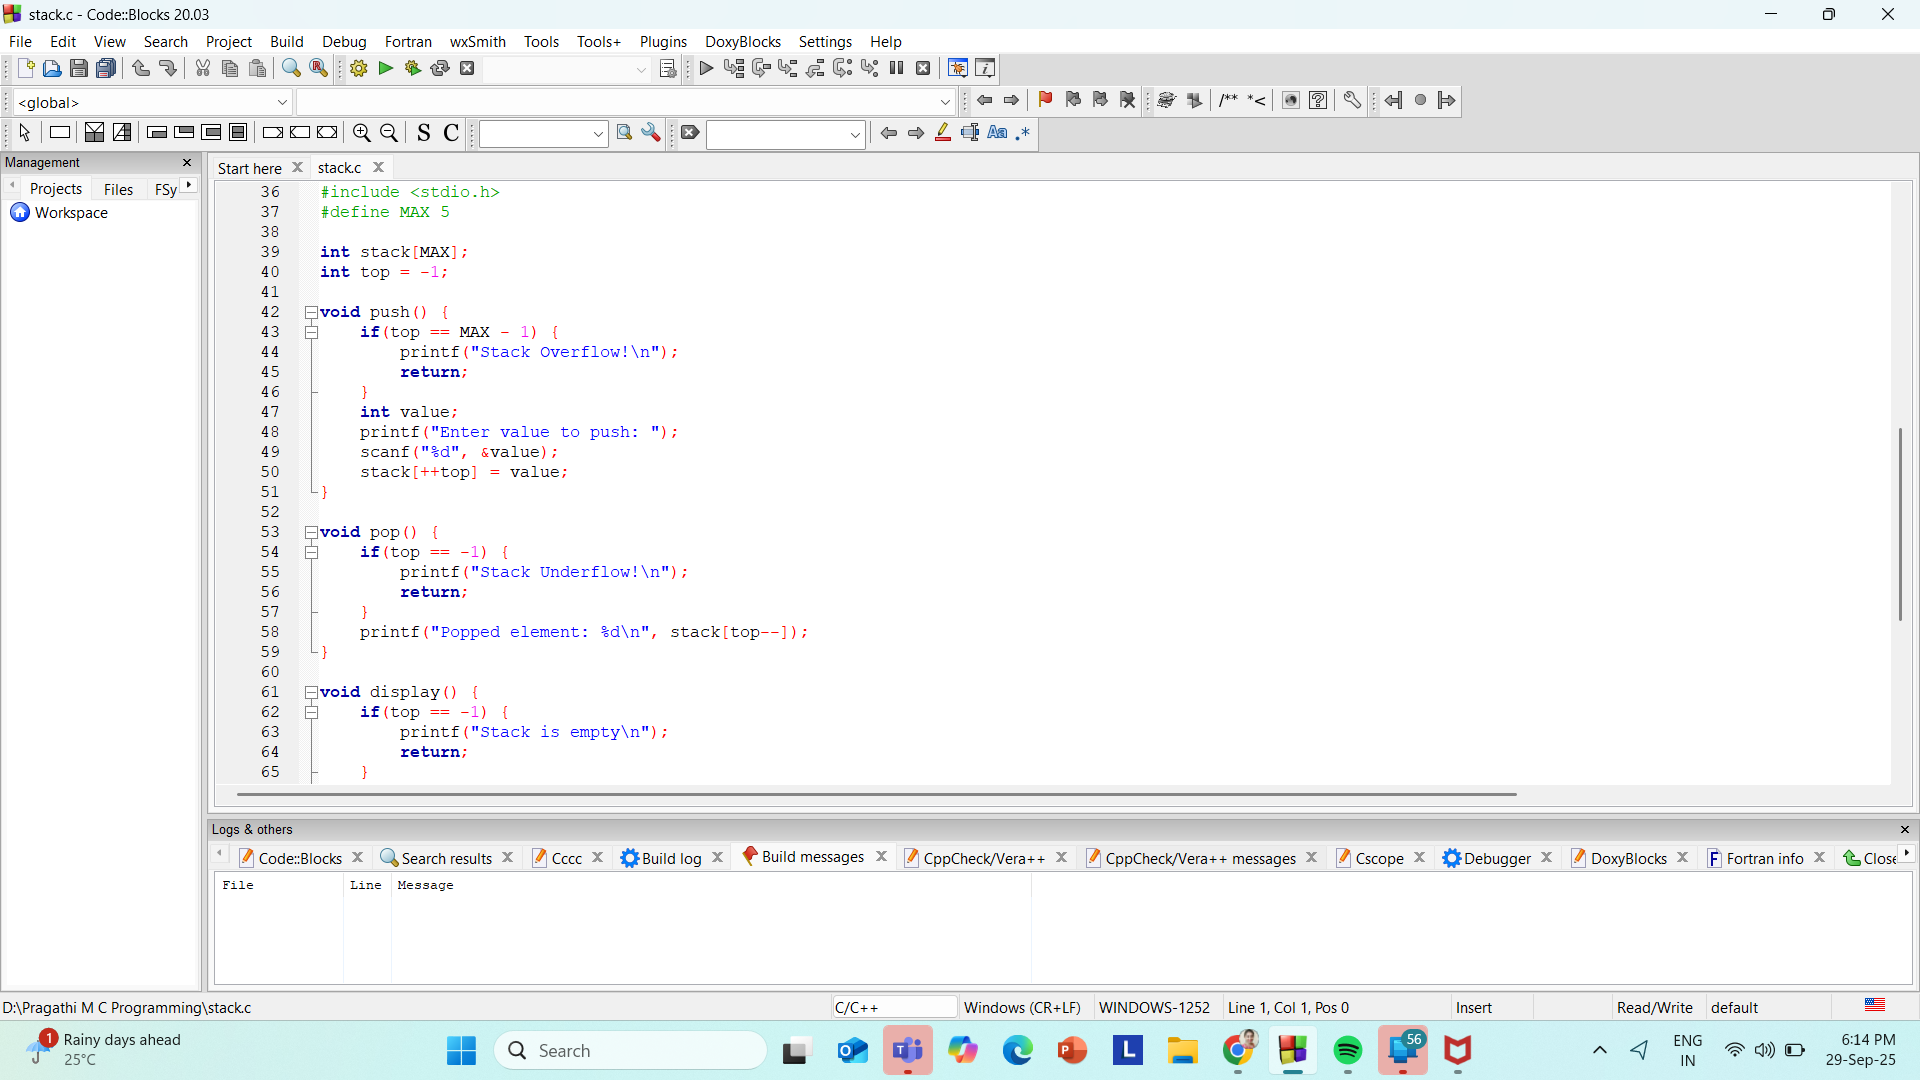 stack.c - Code::Blocks 20.03
File Edit View Search Project Build Debug Fortran wxSmith Tools Tools+ Plugins DoxyBlocks Settings Help
<global>
/** *<
S C
Aa .*
Management
Projects Files FSy
Workspace
Start here stack.c
36 #include <stdio.h>
37 #define MAX 5
38
39 int stack[MAX];
40 int top = -1;
41
42 void push() {
43 if(top == MAX - 1) {
44 printf("Stack Overflow!\n");
45 return;
46 }
47 int value;
48 printf("Enter value to push: ");
49 scanf("%d", &value);
50 stack[++top] = value;
51 }
52
53 void pop() {
54 if(top == -1) {
55 printf("Stack Underflow!\n");
56 return;
57 }
58 printf("Popped element: %d\n", stack[top--]);
59 }
60
61 void display() {
62 if(top == -1) {
63 printf("Stack is empty\n");
64 return;
65 }
Logs & others
Code::Blocks Search results Cccc Build log Build messages CppCheck/Vera++ CppCheck/Vera++ messages Cscope Debugger DoxyBlocks F Fortran info Close
File Line Message
D:\Pragathi M C Programming\stack.c C/C++ Windows (CR+LF) WINDOWS-1252 Line 1, Col 1, Pos 0 Insert Read/Write default
1 Rainy days ahead
25°C
Search
L
56
ENG
IN
6:14 PM
29-Sep-25